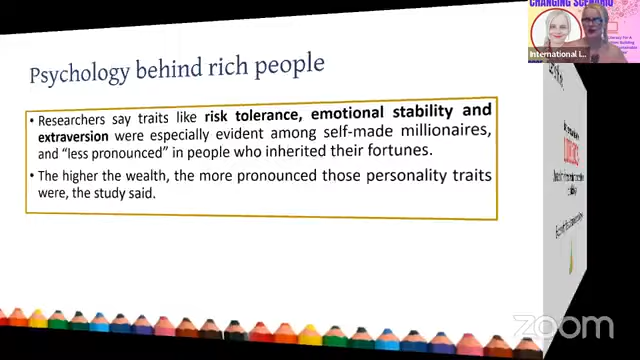 CHANGING SCENARIO
International L...
Psychology behind rich people
• Researchers say traits like risk tolerance, emotional stability and
extraversion were especially evident among self-made millionaires,
and “less pronounced” in people who inherited their fortunes.
• The higher the wealth, the more pronounced those personality traits
were, the study said.
zoom